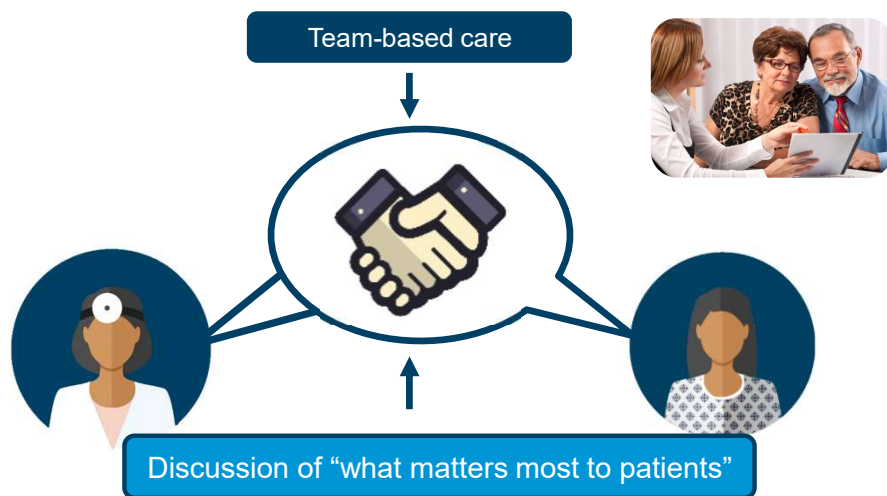 Team-based care
Discussion of “what matters most to patients”